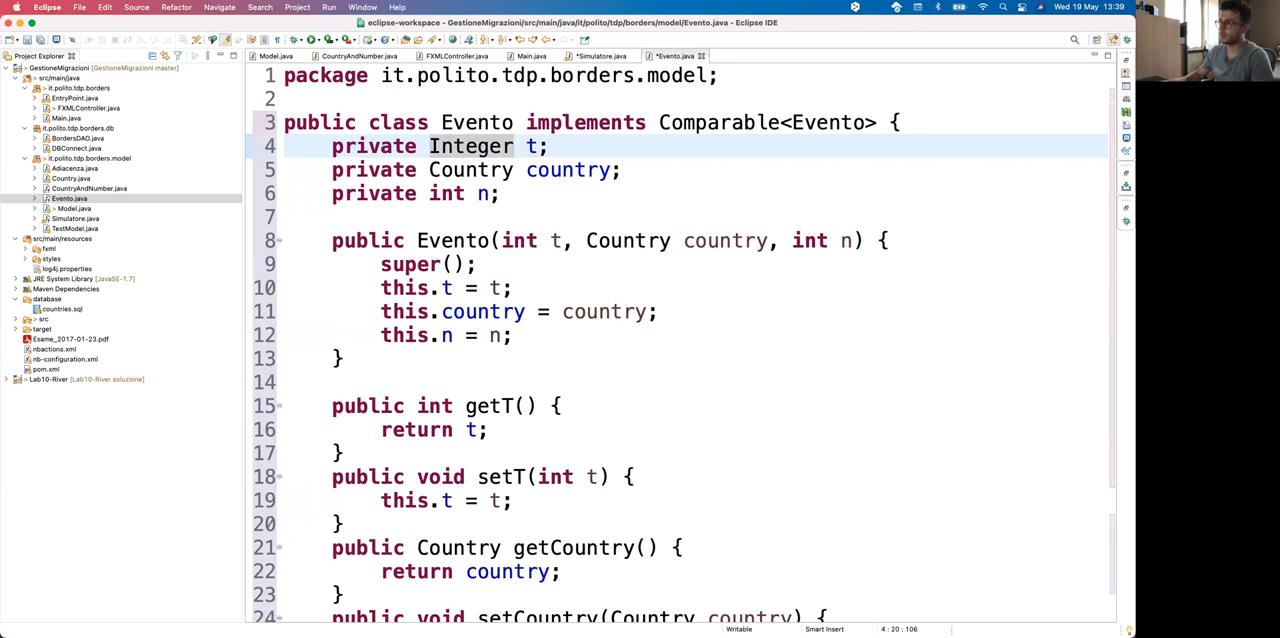 Eclipse File Edit Source Refactor Navigate Search Project Run Window Help Wed 19 May 13:39
eclipse-workspace - GestioneMigrazioni/src/main/java/it/polito/tdp/borders/model/Evento.java - Eclipse IDE
Project Explorer
GestioneMigrazioni [GestioneMigrazioni master]
src/main/java
it.polito.tdp.borders
EntryPoint.java
> FXMLController.java
Main.java
it.polito.tdp.borders.db
BordersDAO.java
DBConnect.java
it.polito.tdp.borders.model
Adiacenza.java
Country.java
CountryAndNumber.java
Evento.java
> Model.java
Simulatore.java
TestModel.java
src/main/resources
fxml
styles
log4j.properties
JRE System Library [JavaSE-1.7]
Maven Dependencies
database
countries.sql
> src
target
Esame_2017-01-23.pdf
nbactions.xml
nb-configuration.xml
pom.xml
> Lab10-River [Lab10-River soluzione]
Model.java CountryAndNumber.java FXMLController.java Main.java *Simulatore.java *Evento.java
1 package it.polito.tdp.borders.model;
2
3 public class Evento implements Comparable<Evento> {
4 private Integer t;
5 private Country country;
6 private int n;
7
8 public Evento(int t, Country country, int n) {
9 super();
10 this.t = t;
11 this.country = country;
12 this.n = n;
13 }
14
15 public int getT() {
16 return t;
17 }
18 public void setT(int t) {
19 this.t = t;
20 }
21 public Country getCountry() {
22 return country;
23 }
24 public void setCountry(Country country) {
Writable Smart Insert 4 : 20 : 106